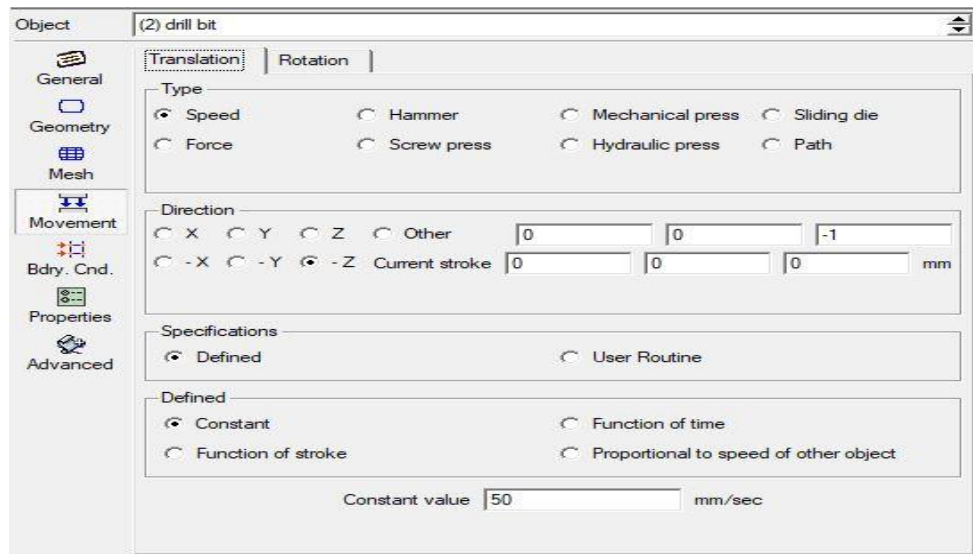 Object (2) drill bit
General
Geometry
Mesh
Movement
Bdry. Cnd.
Properties
Advanced
Translation Rotation
Type
Speed Hammer Mechanical press Sliding die
Force Screw press Hydraulic press Path
Direction
X Y Z Other 0 0 -1
- X - Y - Z Current stroke 0 0 0 mm
Specifications
Defined User Routine
Defined
Constant Function of time
Function of stroke Proportional to speed of other object
Constant value 50 mm/sec